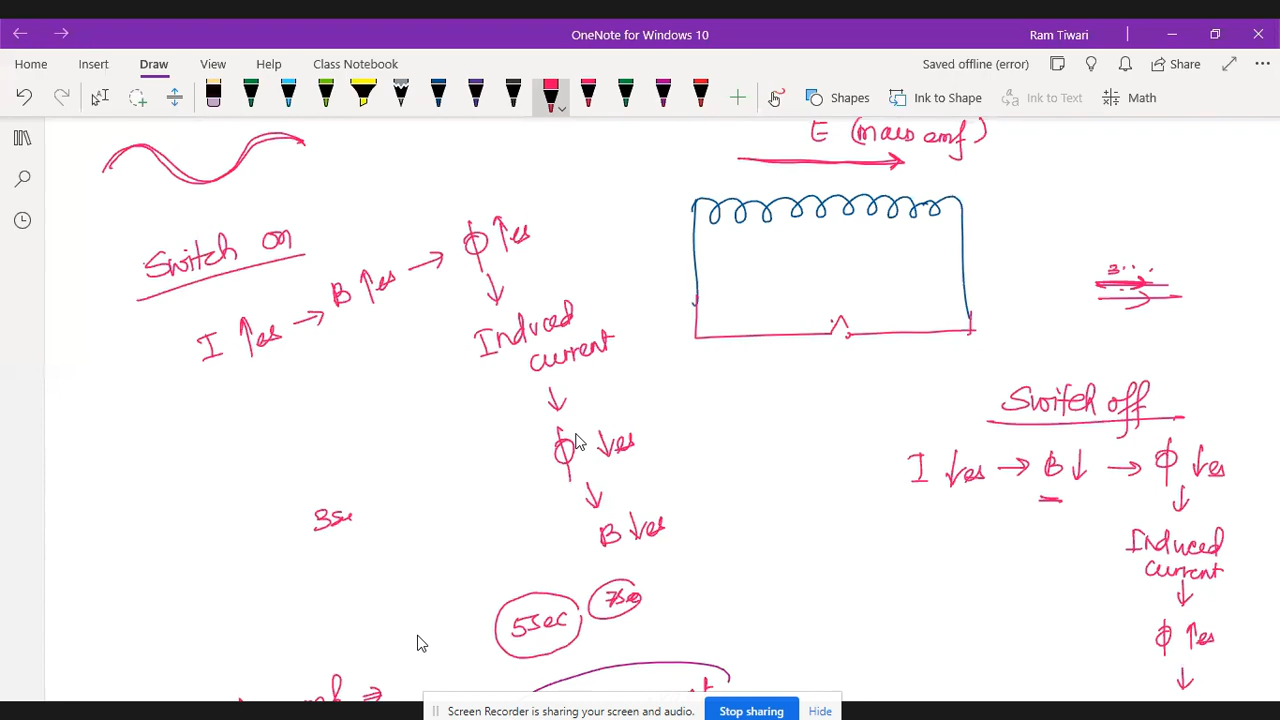 OneNote for Windows 10
Ram Tiwari
Home Insert Draw View Help Class Notebook
Saved offline (error)
Share
Shapes
Ink to Shape
Ink to Text
Math
E (main emf)
Switch on
I ↑es → B ↑es → Φ ↑es
↓
Induced
current
↓
Φ ↓es
↓
B ↓es
5sec
7sec
Switch off
I ↓es → B ↓ → Φ ↓es
↓
Induced
current
↓
Φ ↑es
↓
Screen Recorder is sharing your screen and audio.
Stop sharing
Hide